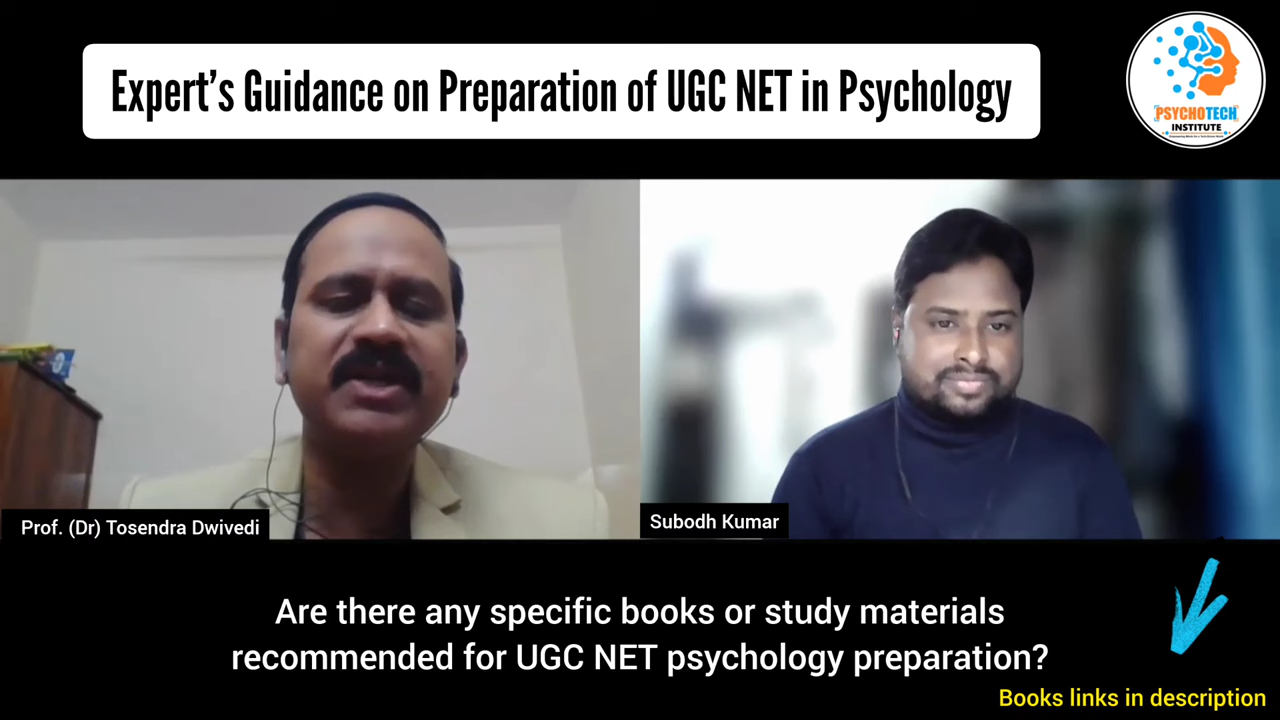 Expert’s Guidance on Preparation of UGC NET in Psychology
PSYCHOTECH
INSTITUTE
Prof. (Dr) Tosendra Dwivedi
Subodh Kumar
Are there any specific books or study materials
recommended for UGC NET psychology preparation?
Books links in description